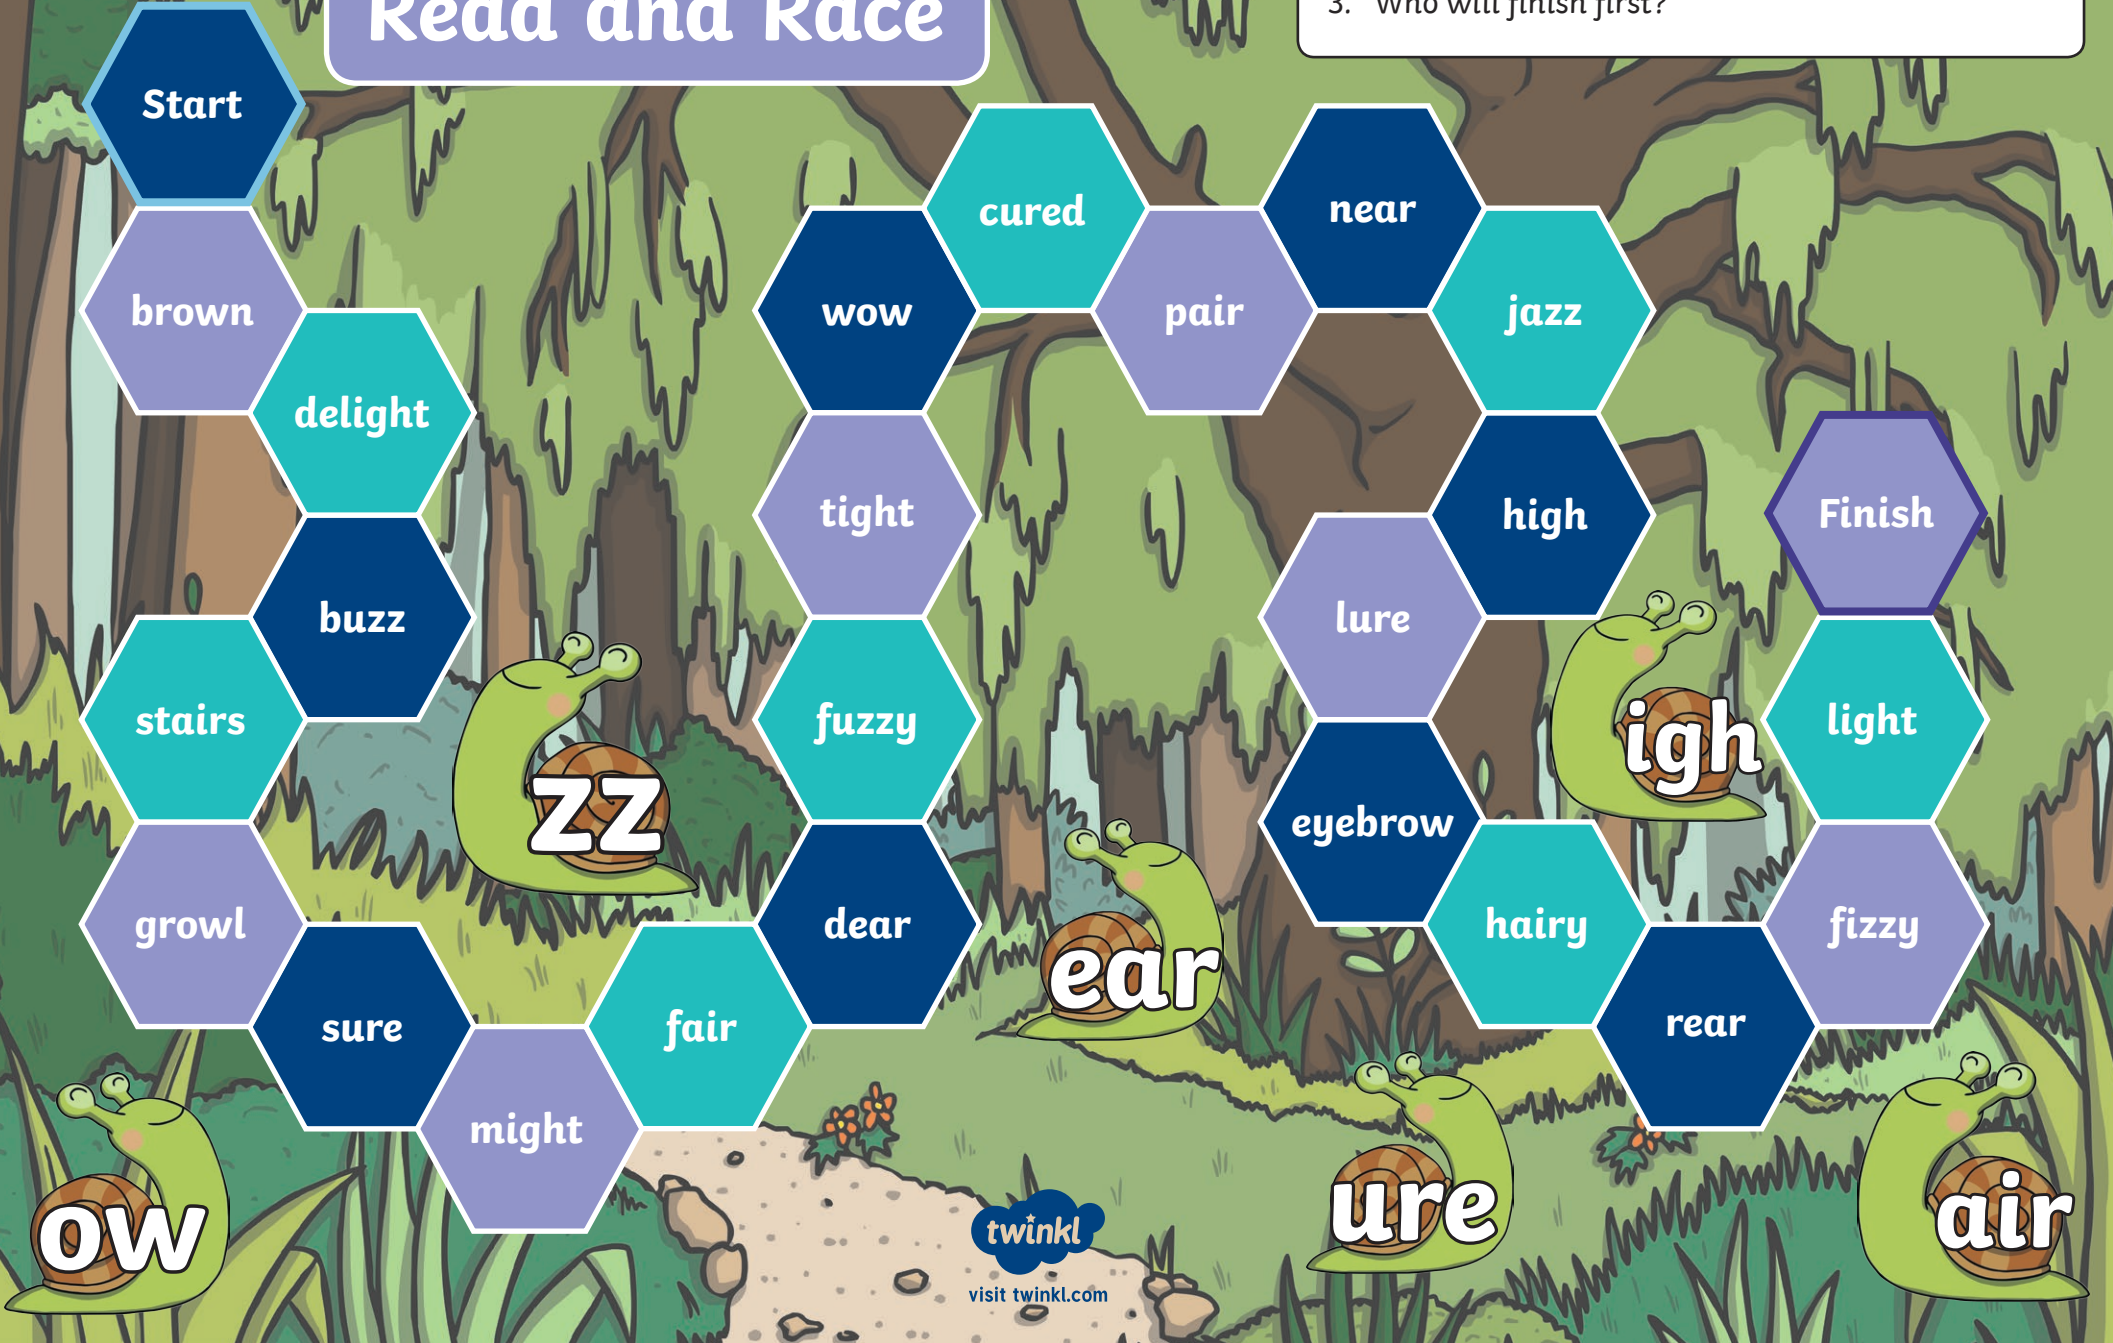 Read and Race
3. Who will finish first?
Start
brown
delight
buzz
stairs
growl
sure
might
fair
dear
fuzzy
tight
wow
cured
pair
near
jazz
high
lure
eyebrow
hairy
rear
fizzy
light
Finish
zz
igh
ear
ow
ure
air
twinkl
visit twinkl.com